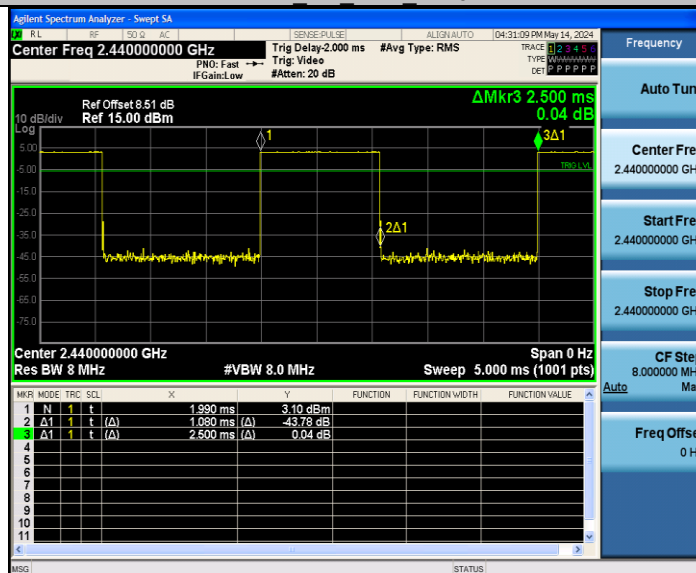 Agilent Spectrum Analyzer - Swept SA
RL RF 50 Ω AC SENSE:PULSE ALIGN AUTO 04:31:09 PM May 14, 2024
Center Freq 2.440000000 GHz
Trig Delay-2.000 ms #Avg Type: RMS
TRACE 1 2 3 4 5 6
PNO: Fast Trig: Video
TYPE WWWWWW
IFGain:Low #Atten: 20 dB
DET P P P P P P
Frequency
Auto Tun
ΔMkr3 2.500 ms
0.04 dB
Ref Offset 8.51 dB
10 dB/div Ref 15.00 dBm
Log
1
3Δ1
5.00
TRIG LVL
-5.00
-15.0
-25.0
2Δ1
-35.0
-45.0
-55.0
-65.0
-75.0
Center Fre
2.440000000 GH
Start Fre
2.440000000 GH
Stop Fre
2.440000000 GH
Center 2.440000000 GHz Span 0 Hz
Res BW 8 MHz #VBW 8.0 MHz Sweep 5.000 ms (1001 pts)
CF Step
8.000000 MH
Auto Ma
MKR MODE TRC SCL X Y FUNCTION FUNCTION WIDTH FUNCTION VALUE
1 N 1 t 1.990 ms 3.10 dBm
2 Δ1 1 t (Δ) 1.080 ms (Δ) -43.78 dB
3 Δ1 1 t (Δ) 2.500 ms (Δ) 0.04 dB
4
5
6
7
8
9
10
11
Freq Offse
0 H
MSG STATUS